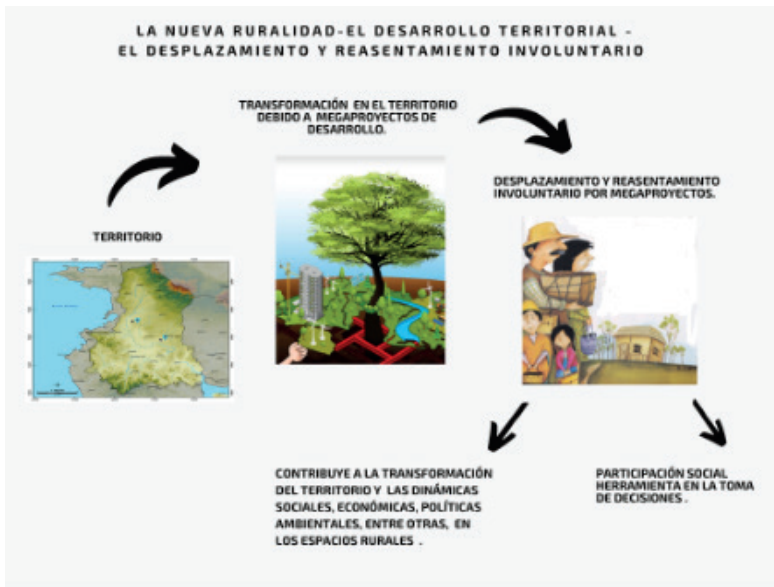 LA NUEVA RURALIDAD-EL DESARROLLO TERRITORIAL -
EL DESPLAZAMIENTO Y REASENTAMIENTO INVOLUNTARIO
TRANSFORMACIÓN EN EL TERRITORIO
DEBIDO A MEGAPROYECTOS DE
DESARROLLO.
DESPLAZAMIENTO Y REASENTAMIENTO
INVOLUNTARIO POR MEGAPROYECTOS.
TERRITORIO
CONTRIBUYE A LA TRANSFORMACIÓN
DEL TERRITORIO Y LAS DINÁMICAS
SOCIALES, ECONÓMICAS, POLÍTICAS
AMBIENTALES, ENTRE OTRAS, EN
LOS ESPACIOS RURALES .
PARTICIPACIÓN SOCIAL
HERRAMIENTA EN LA TOMA
DE DECISIONES .